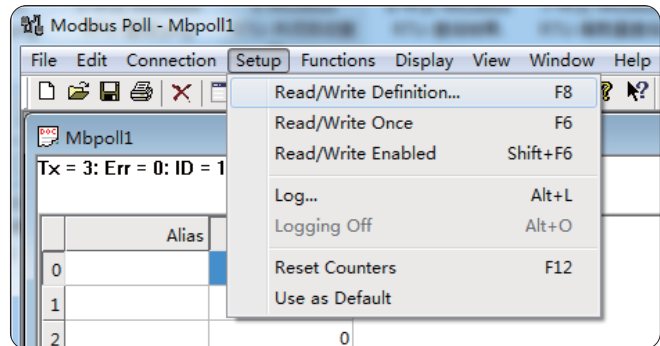 Modbus Poll - Mbpoll1
File Edit Connection Setup Functions Display View Window Help
Read/Write Definition... F8
Mbpoll1
Read/Write Once F6
Tx = 3: Err = 0: ID = 1
Read/Write Enabled Shift+F6
Log... Alt+L
Alias
Logging Off Alt+O
0
Reset Counters F12
1
Use as Default
2 0